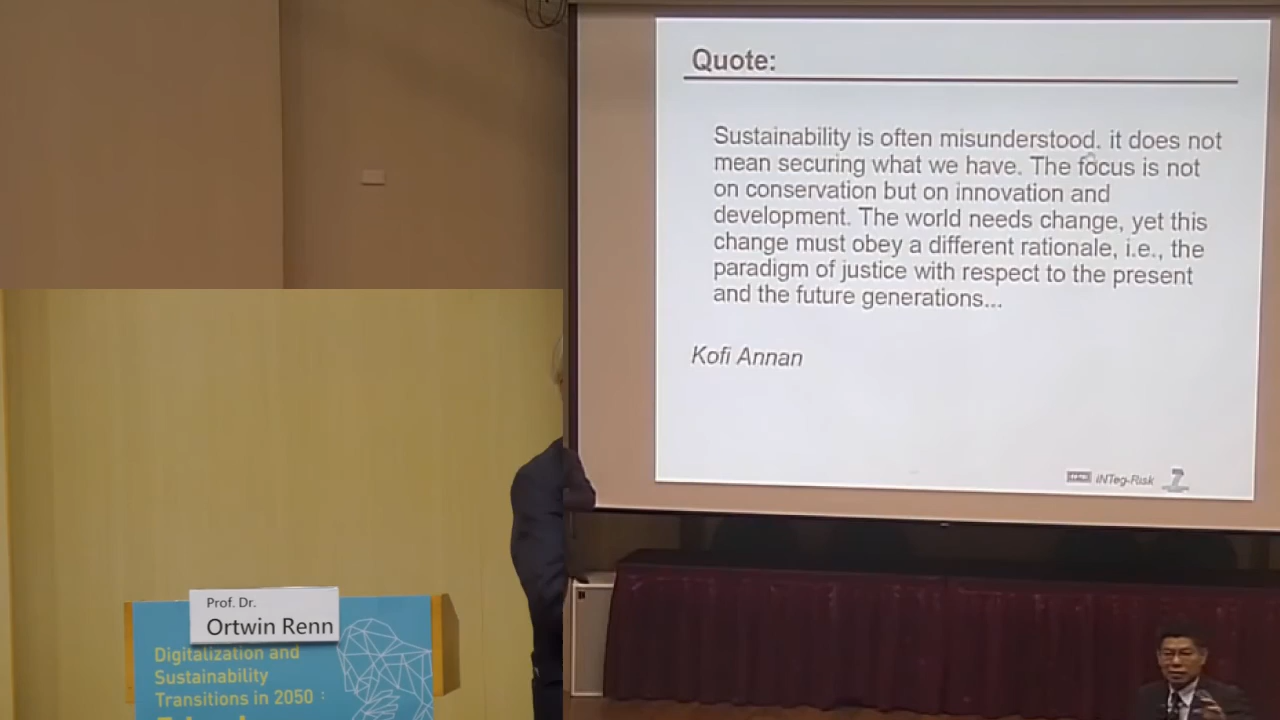 Quote:
Sustainability is often misunderstood. it does not
mean securing what we have. The focus is not
on conservation but on innovation and
development. The world needs change, yet this
change must obey a different rationale, i.e., the
paradigm of justice with respect to the present
and the future generations...
Kofi Annan
iNTeg-Risk
7
Prof. Dr.
Ortwin Renn
Digitalization and
Sustainability
Transitions in 2050 :